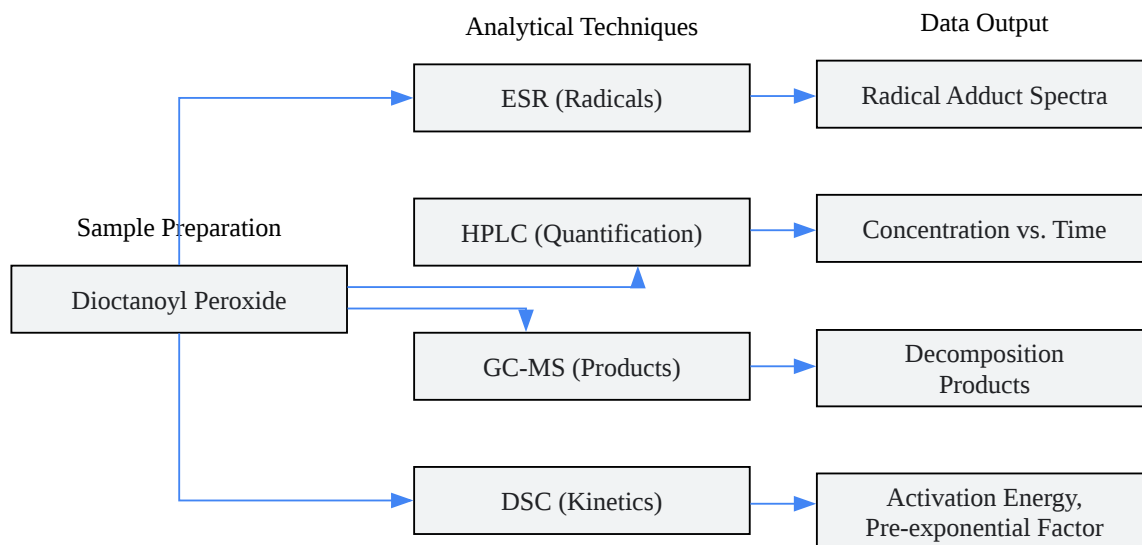 Analytical Techniques
Data Output
ESR (Radicals)
Radical Adduct Spectra
Sample Preparation
HPLC (Quantification)
Concentration vs. Time
Dioctanoyl Peroxide
GC-MS (Products)
Decomposition
Products
DSC (Kinetics)
Activation Energy,
Pre-exponential Factor